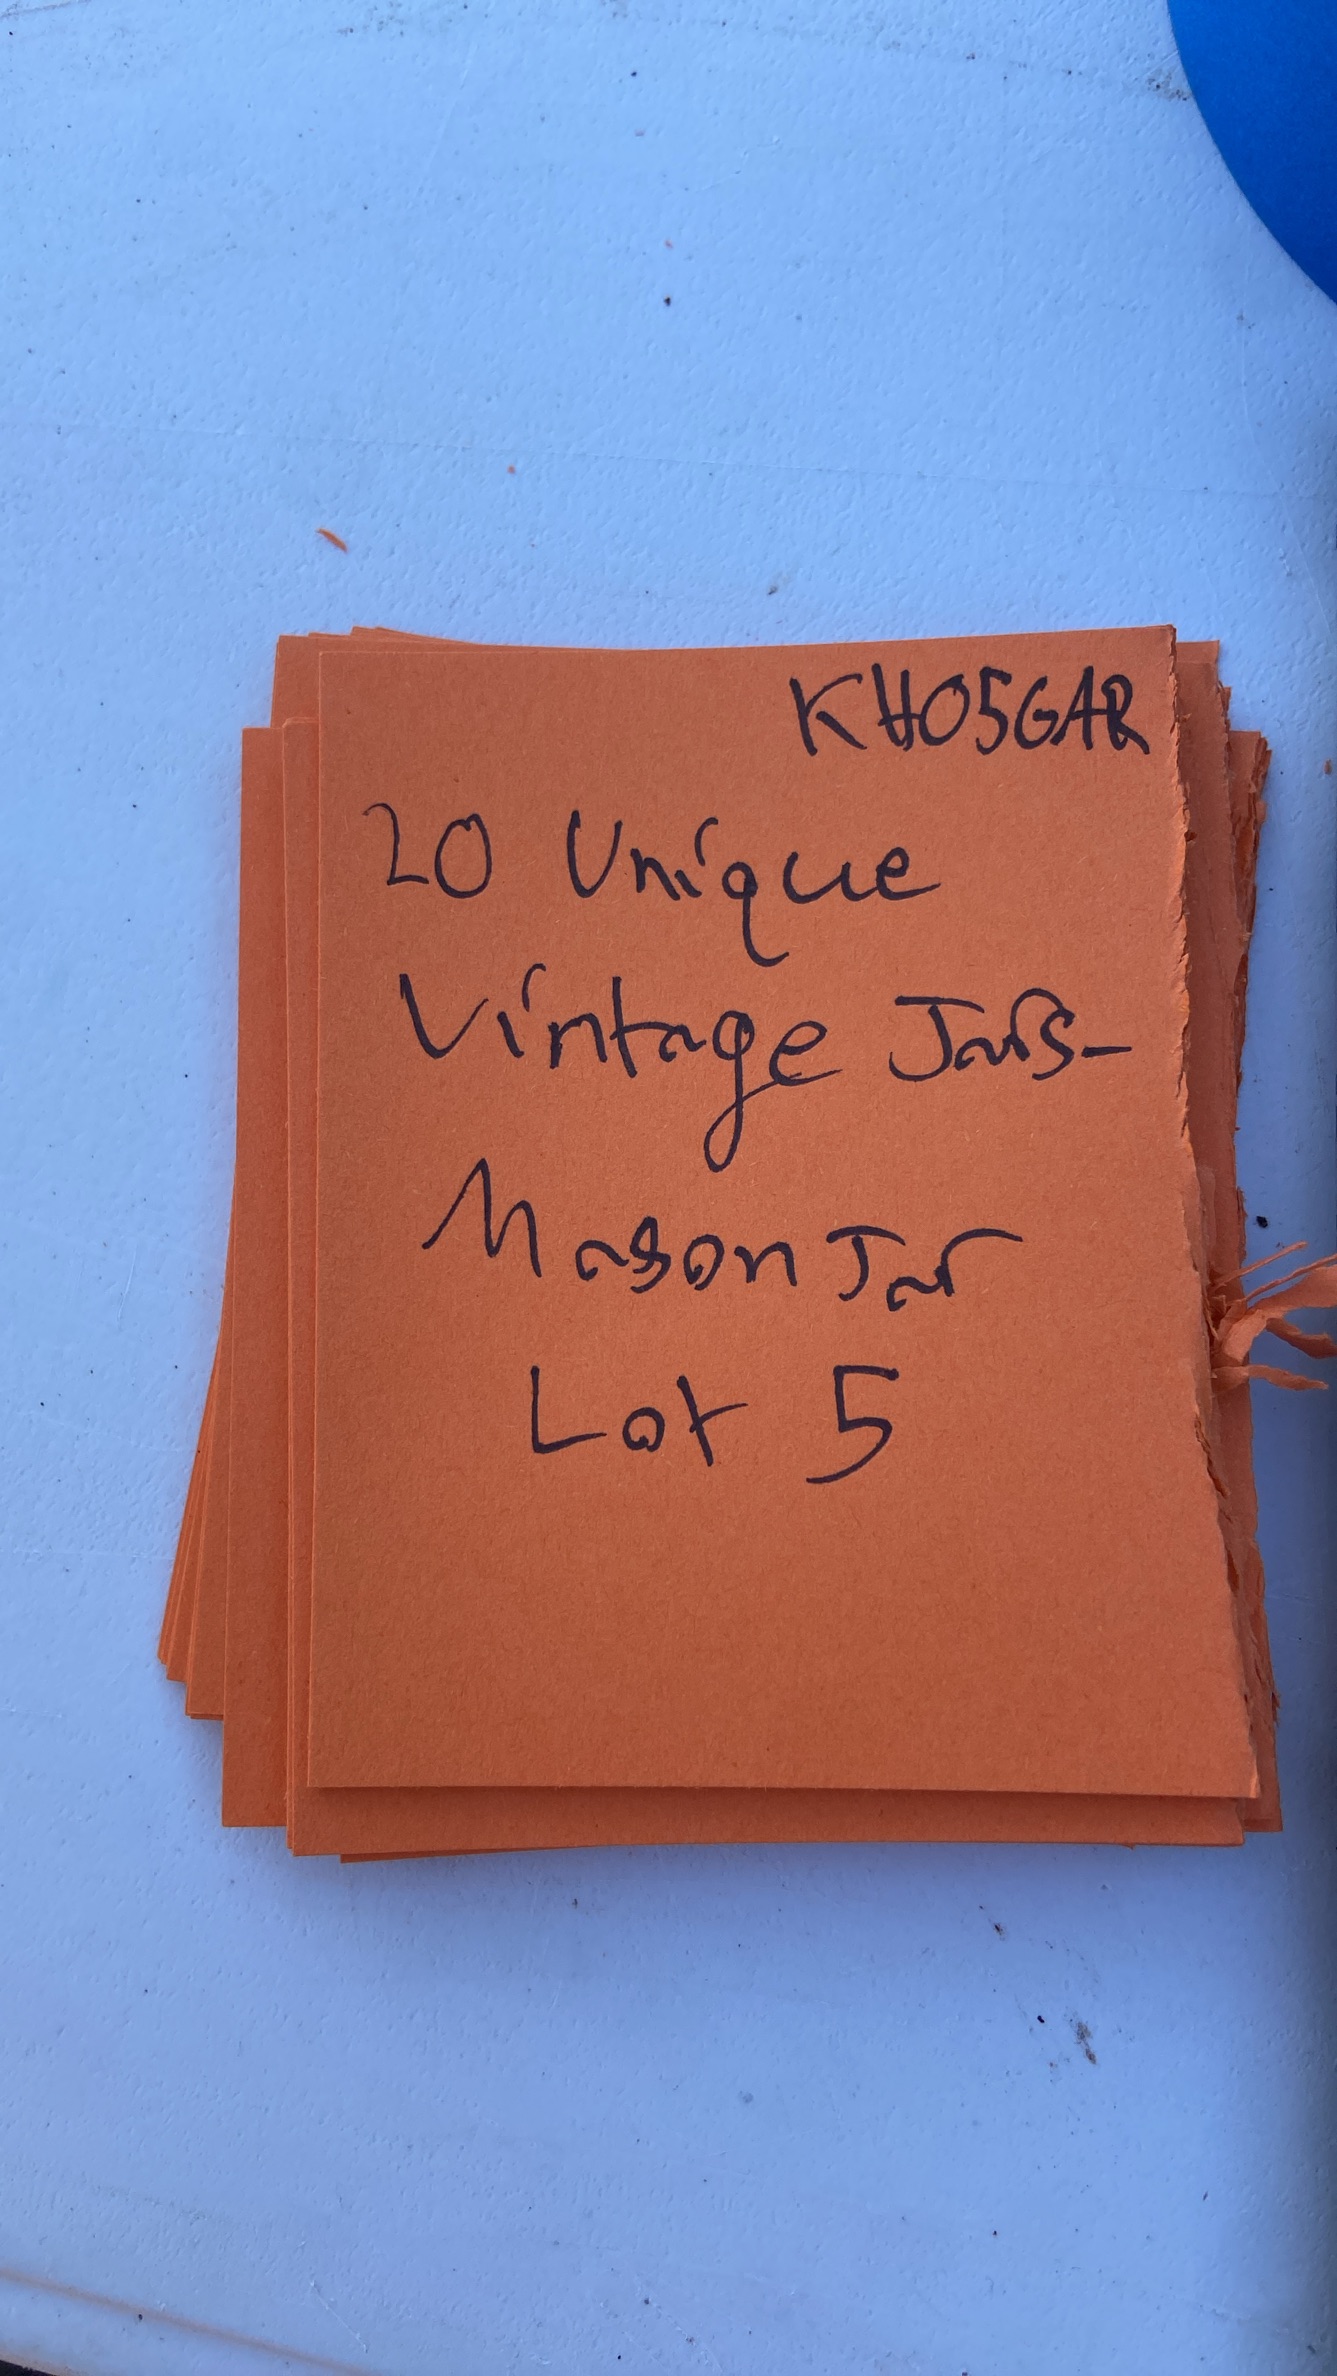 KH05GAR
20 Unique
Vintage Jars-
Mason Jar
Lot 5